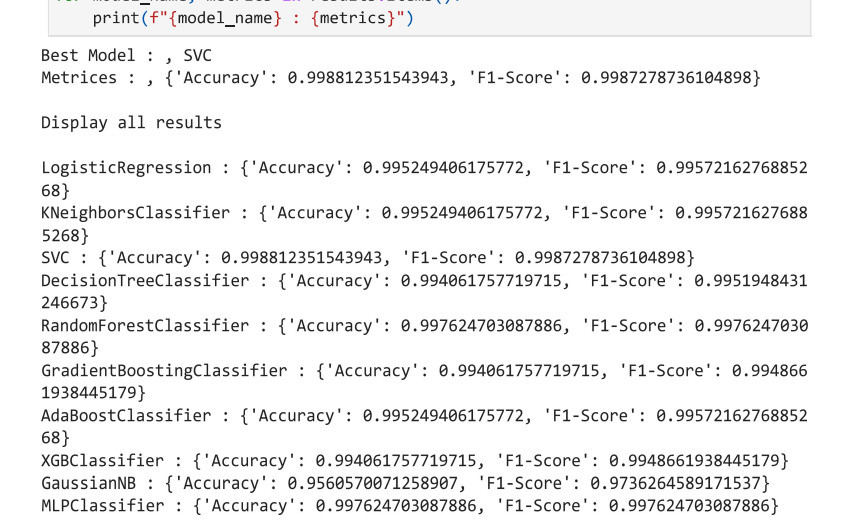 print(f"{model_name} : {metrics}")
Best Model : , SVC
Metrices : , {'Accuracy': 0.998812351543943, 'F1-Score': 0.9987278736104898}
Display all results
LogisticRegression : {'Accuracy': 0.995249406175772, 'F1-Score': 0.99572162768852
68}
KNeighborsClassifier : {'Accuracy': 0.995249406175772, 'F1-Score': 0.995721627688
5268}
SVC : {'Accuracy': 0.998812351543943, 'F1-Score': 0.9987278736104898}
DecisionTreeClassifier : {'Accuracy': 0.994061757719715, 'F1-Score': 0.9951948431
246673}
RandomForestClassifier : {'Accuracy': 0.997624703087886, 'F1-Score': 0.9976247030
87886}
GradientBoostingClassifier : {'Accuracy': 0.994061757719715, 'F1-Score': 0.994866
1938445179}
AdaBoostClassifier : {'Accuracy': 0.995249406175772, 'F1-Score': 0.99572162768852
68}
XGBClassifier : {'Accuracy': 0.994061757719715, 'F1-Score': 0.9948661938445179}
GaussianNB : {'Accuracy': 0.9560570071258907, 'F1-Score': 0.9736264589171537}
MLPClassifier : {'Accuracy': 0.997624703087886, 'F1-Score': 0.997624703087886}